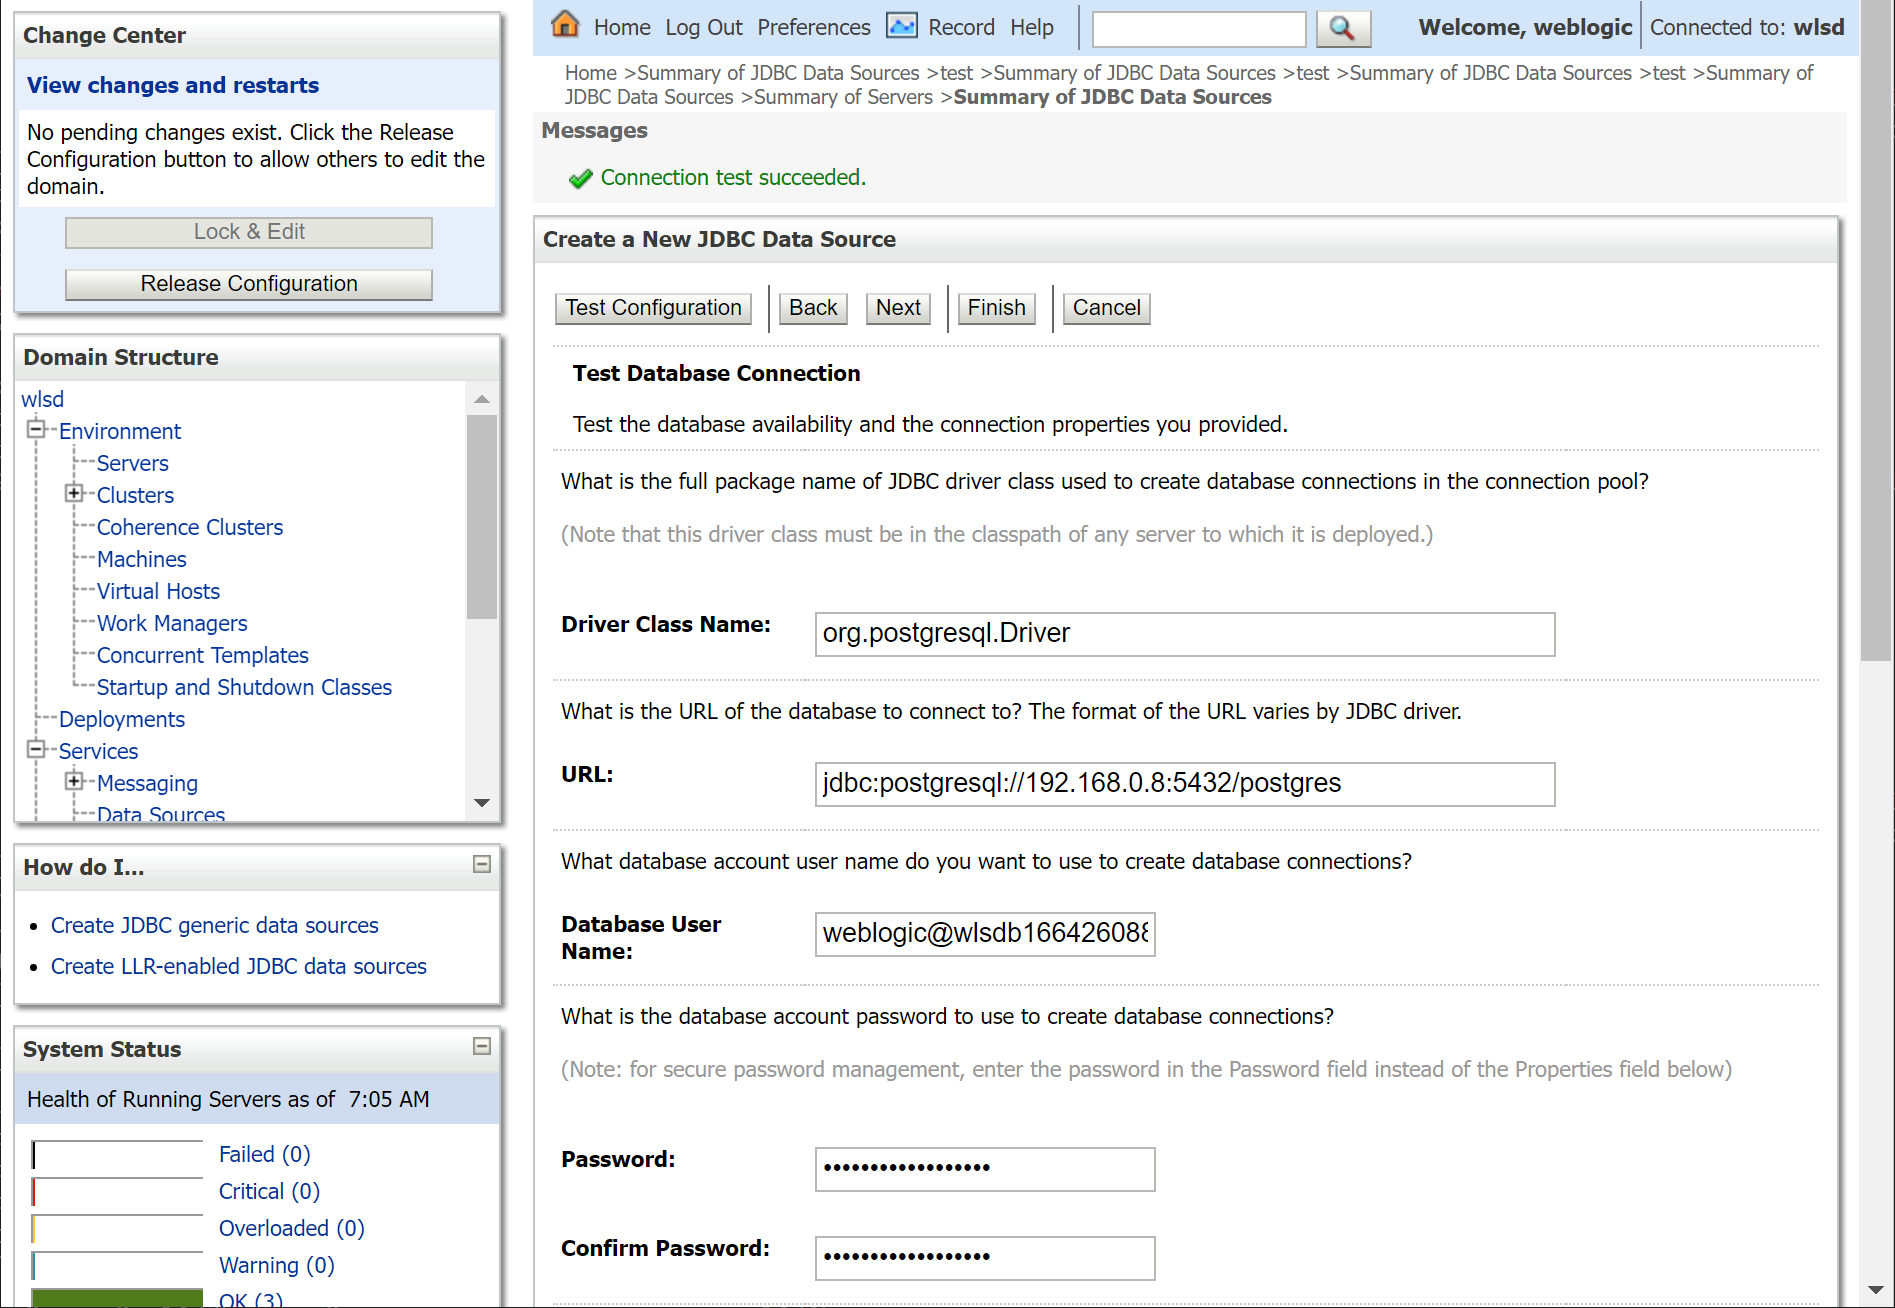 Change Center
View changes and restarts
No pending changes exist. Click the Release
Configuration button to allow others to edit the
domain.
Lock & Edit
Release Configuration
Domain Structure
wlsd
Environment
Servers
Clusters
Coherence Clusters
Machines
Virtual Hosts
Work Managers
Concurrent Templates
Startup and Shutdown Classes
Deployments
Services
Messaging
Data Sources
How do I...
Create JDBC generic data sources
Create LLR-enabled JDBC data sources
System Status
Health of Running Servers as of 7:05 AM
Failed (0)
Critical (0)
Overloaded (0)
Warning (0)
OK (3)
Home Log Out Preferences Record Help
Welcome, weblogic Connected to: wlsd
Home >Summary of JDBC Data Sources >test >Summary of JDBC Data Sources >test >Summary of JDBC Data Sources >test >Summary of
JDBC Data Sources >Summary of Servers >Summary of JDBC Data Sources
Messages
Connection test succeeded.
Create a New JDBC Data Source
Test Configuration Back Next Finish Cancel
Test Database Connection
Test the database availability and the connection properties you provided.
What is the full package name of JDBC driver class used to create database connections in the connection pool?
(Note that this driver class must be in the classpath of any server to which it is deployed.)
Driver Class Name: org.postgresql.Driver
What is the URL of the database to connect to? The format of the URL varies by JDBC driver.
URL: jdbc:postgresql://192.168.0.8:5432/postgres
What database account user name do you want to use to create database connections?
Database User
Name: weblogic@wlsdb166426088
What is the database account password to use to create database connections?
(Note: for secure password management, enter the password in the Password field instead of the Properties field below)
Password: ••••••••••••••••••
Confirm Password: ••••••••••••••••••